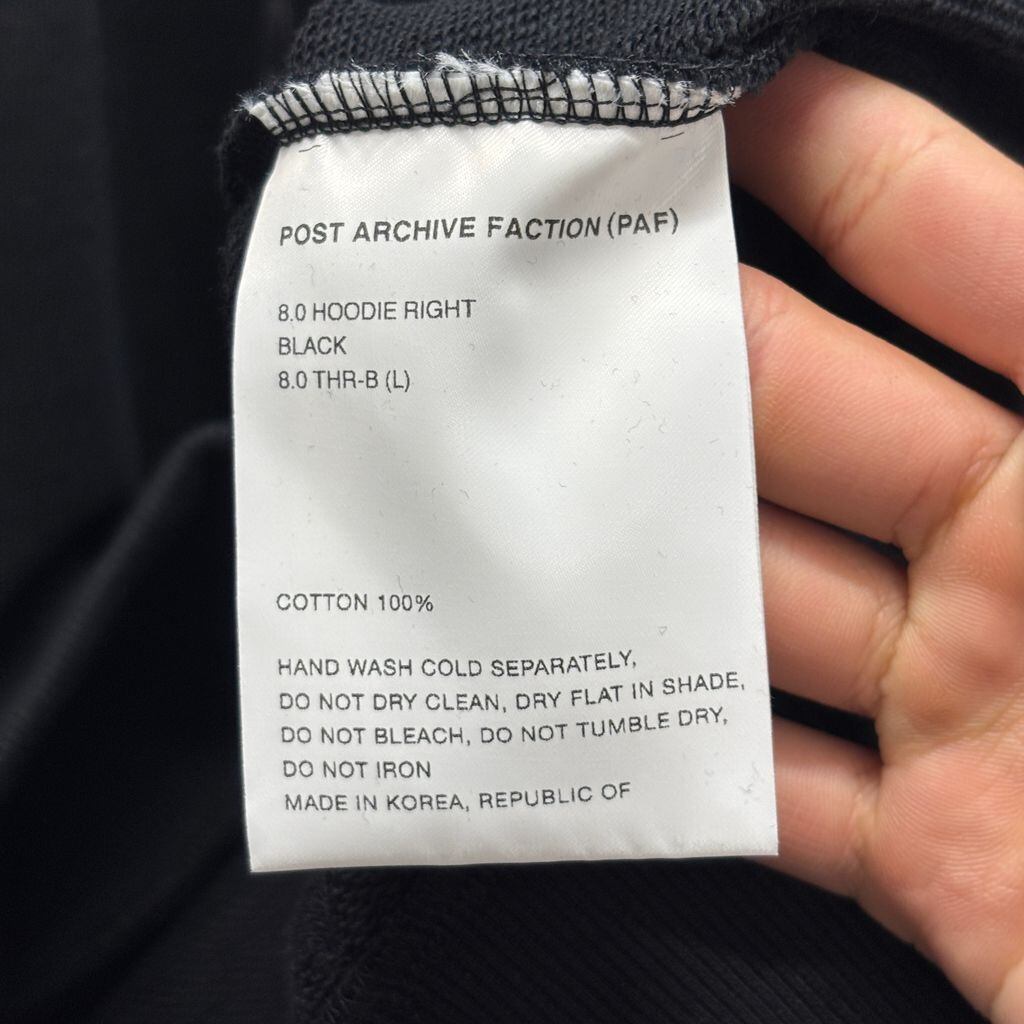 POST ARCHIVE FACTION (PAF)
8.0 HOODIE RIGHT
BLACK
8.0 THR-B (L)
COTTON 100%
HAND WASH COLD SEPARATELY,
DO NOT DRY CLEAN, DRY FLAT IN SHADE,
DO NOT BLEACH, DO NOT TUMBLE DRY,
DO NOT IRON
MADE IN KOREA, REPUBLIC OF